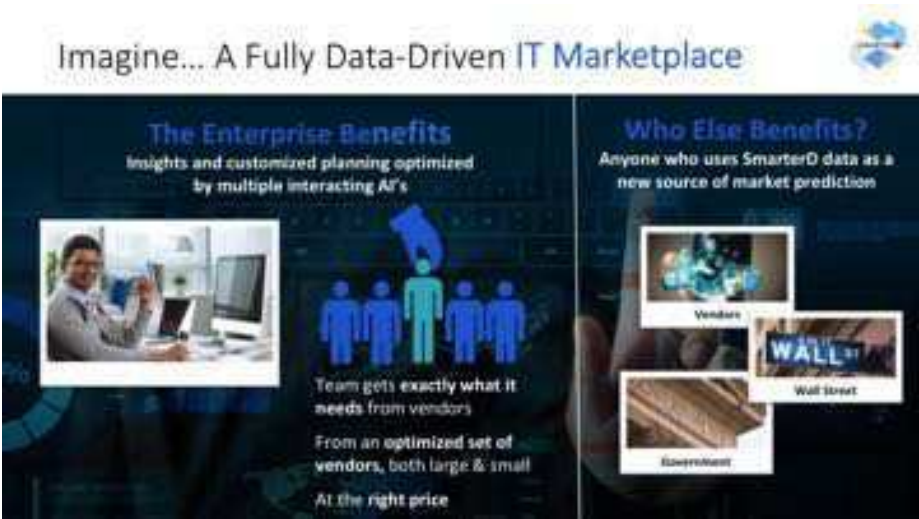 Imagine... A Fully Data-Driven IT Marketplace
The Enterprise Benefits
Insights and customized planning optimized
by multiple interacting AI's
Team gets exactly what it
needs from vendors
From an optimized set of
vendors, both large & small
At the right price
Who Else Benefits?
Anyone who uses SmarterD data as a
new source of market prediction
Vendors
WALL ST
Wall Street
Government